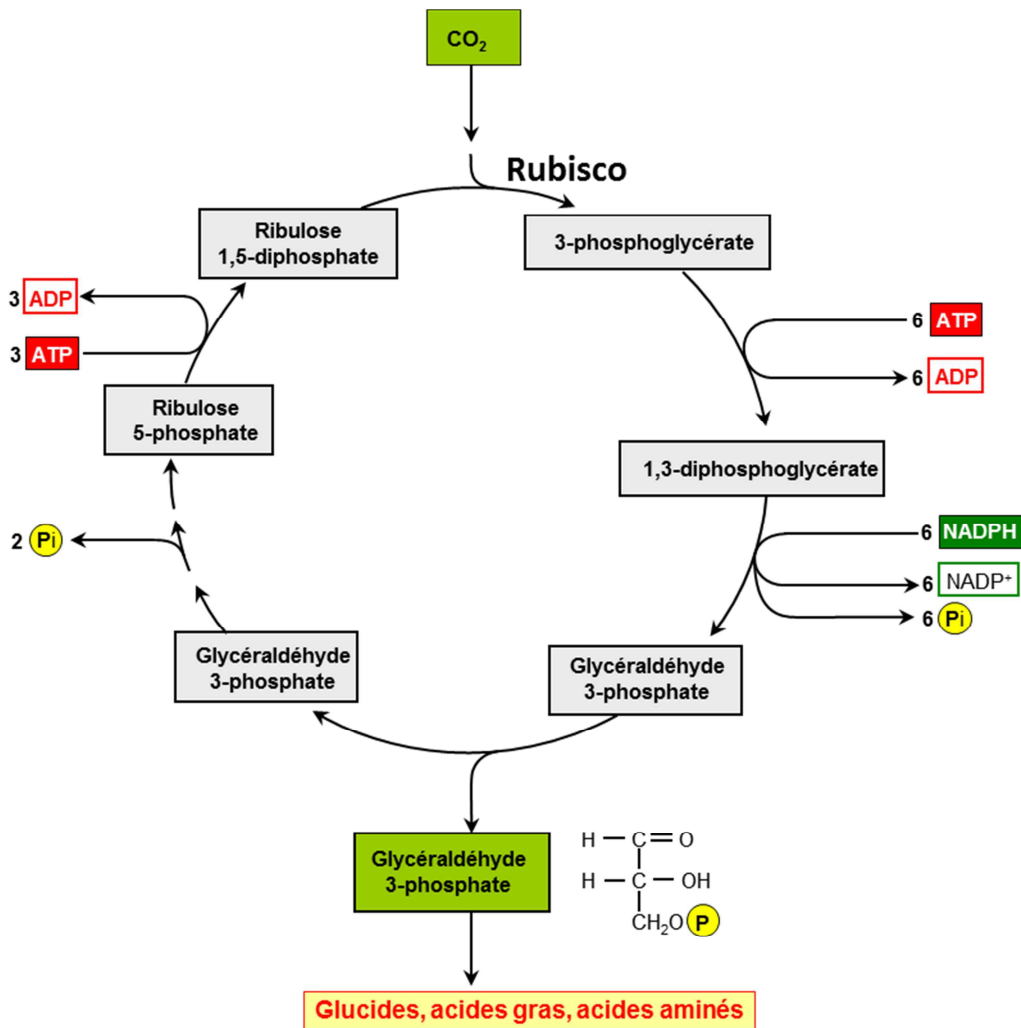 CO2
Rubisco
Ribulose
1,5-diphosphate
3-phosphoglycérate
3 ADP
3 ATP
6 ATP
6 ADP
Ribulose
5-phosphate
1,3-diphosphoglycérate
2 Pi
6 NADPH
6 NADP+
6 Pi
Glycéraldéhyde
3-phosphate
Glycéraldéhyde
3-phosphate
Glycéraldéhyde
3-phosphate
H — C = O
H — C — OH
CH2O P
Glucides, acides gras, acides aminés